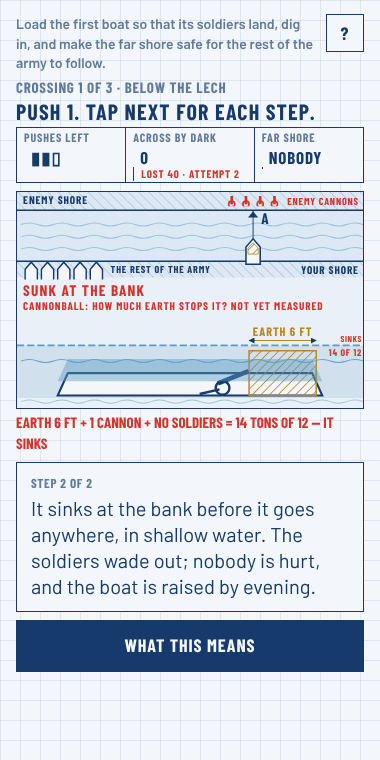 Load the first boat so that its soldiers land, dig
in, and make the far shore safe for the rest of the
army to follow.
?
CROSSING 1 OF 3 · BELOW THE LECH
PUSH 1. TAP NEXT FOR EACH STEP.
PUSHES LEFT
ACROSS BY DARK
0
LOST 40 · ATTEMPT 2
FAR SHORE
NOBODY
ENEMY SHORE
ENEMY CANNONS
A
THE REST OF THE ARMY
YOUR SHORE
SUNK AT THE BANK
CANNONBALL: HOW MUCH EARTH STOPS IT? NOT YET MEASURED
EARTH 6 FT
SINKS
14 OF 12
EARTH 6 FT + 1 CANNON + NO SOLDIERS = 14 TONS OF 12 — IT
SINKS
STEP 2 OF 2
It sinks at the bank before it goes
anywhere, in shallow water. The
soldiers wade out; nobody is hurt,
and the boat is raised by evening.
WHAT THIS MEANS